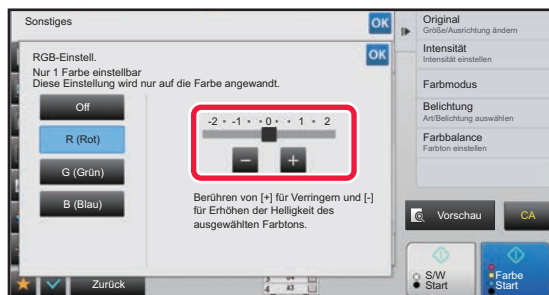 Sonstiges
OK
RGB-Einstell.
OK
Nur 1 Farbe einstellbar
Diese Einstellung wird nur auf die Farbe angewandt.
Off
R (Rot)
G (Grün)
B (Blau)
-2 • -1 • • 0 • • 1 • 2
− +
Berühren von [+] für Verringern und [-]
für Erhöhen der Helligkeit des
ausgewählten Farbtons.
Zurück
A4
4 A3
Original
Größe/Ausrichtung ändern
Intensität
Intensität einstellen
Farbmodus
Belichtung
Art/Belichtung auswählen
Farbbalance
Farbton einstellen
Vorschau
CA
S/W
Start
Farbe
Start